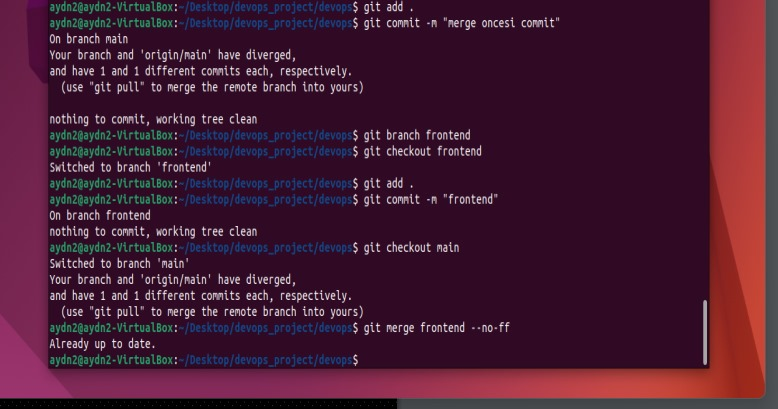 aydn2@aydn2-VirtualBox:~/Desktop/devops_project/devops$ git add .
aydn2@aydn2-VirtualBox:~/Desktop/devops_project/devops$ git commit -m "merge oncesi commit"
On branch main
Your branch and 'origin/main' have diverged,
and have 1 and 1 different commits each, respectively.
  (use "git pull" to merge the remote branch into yours)

nothing to commit, working tree clean
aydn2@aydn2-VirtualBox:~/Desktop/devops_project/devops$ git branch frontend
aydn2@aydn2-VirtualBox:~/Desktop/devops_project/devops$ git checkout frontend
Switched to branch 'frontend'
aydn2@aydn2-VirtualBox:~/Desktop/devops_project/devops$ git add .
aydn2@aydn2-VirtualBox:~/Desktop/devops_project/devops$ git commit -m "frontend"
On branch frontend
nothing to commit, working tree clean
aydn2@aydn2-VirtualBox:~/Desktop/devops_project/devops$ git checkout main
Switched to branch 'main'
Your branch and 'origin/main' have diverged,
and have 1 and 1 different commits each, respectively.
  (use "git pull" to merge the remote branch into yours)
aydn2@aydn2-VirtualBox:~/Desktop/devops_project/devops$ git merge frontend --no-ff
Already up to date.
aydn2@aydn2-VirtualBox:~/Desktop/devops_project/devops$